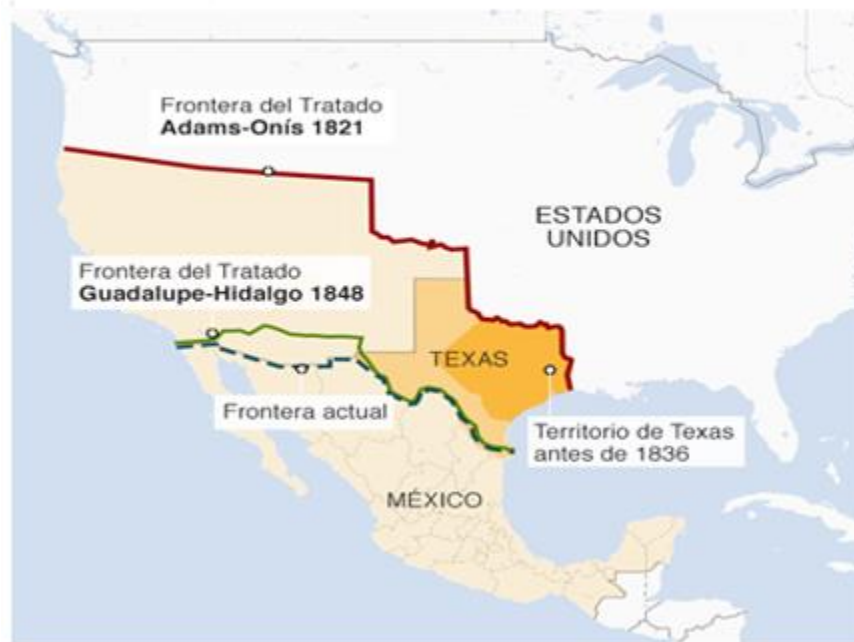 Frontera del Tratado
Adams-Onís 1821
ESTADOS
UNIDOS
Frontera del Tratado
Guadalupe-Hidalgo 1848
TEXAS
Frontera actual
Territorio de Texas
antes de 1836
MÉXICO